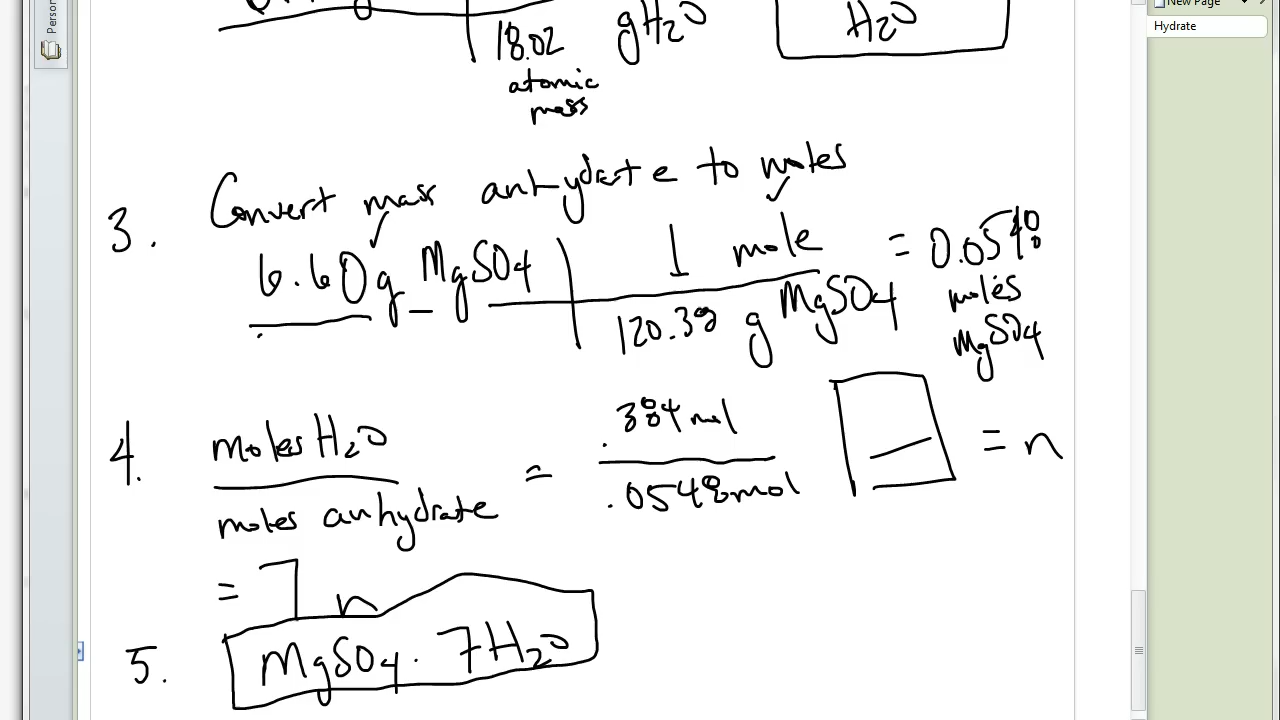 Person
New Page
Hydrate
18.02 gH2O
H2O
atomic
mass
3. Convert mass anhydrate to moles
6.60g MgSO4 1 mole = 0.0548
120.38 g MgSO4 moles
MgSO4
4. moles H2O = .384 mol = n
moles anhydrate .0548 mol
= 7 n
5. MgSO4 · 7H2O